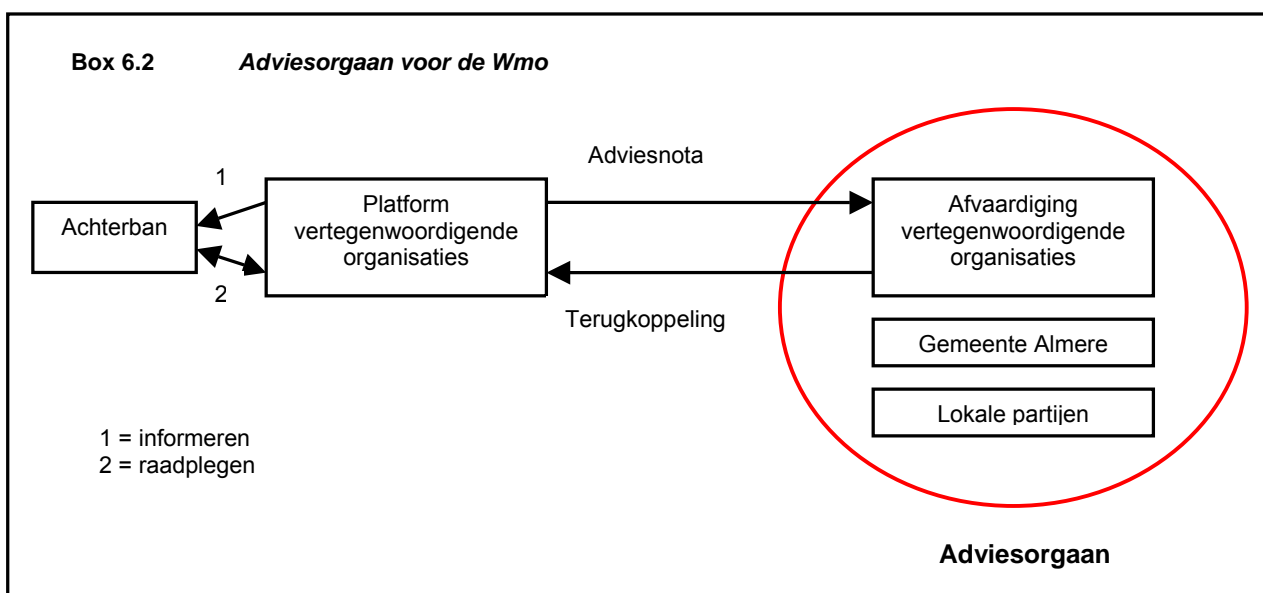 Box 6.2 Adviesorgaan voor de Wmo
Adviesnota
1
Achterban
Platform
vertegenwoordigende
organisaties
Afvaardiging
vertegenwoordigende
organisaties
2
Terugkoppeling
Gemeente Almere
Lokale partijen
1 = informeren
2 = raadplegen
Adviesorgaan